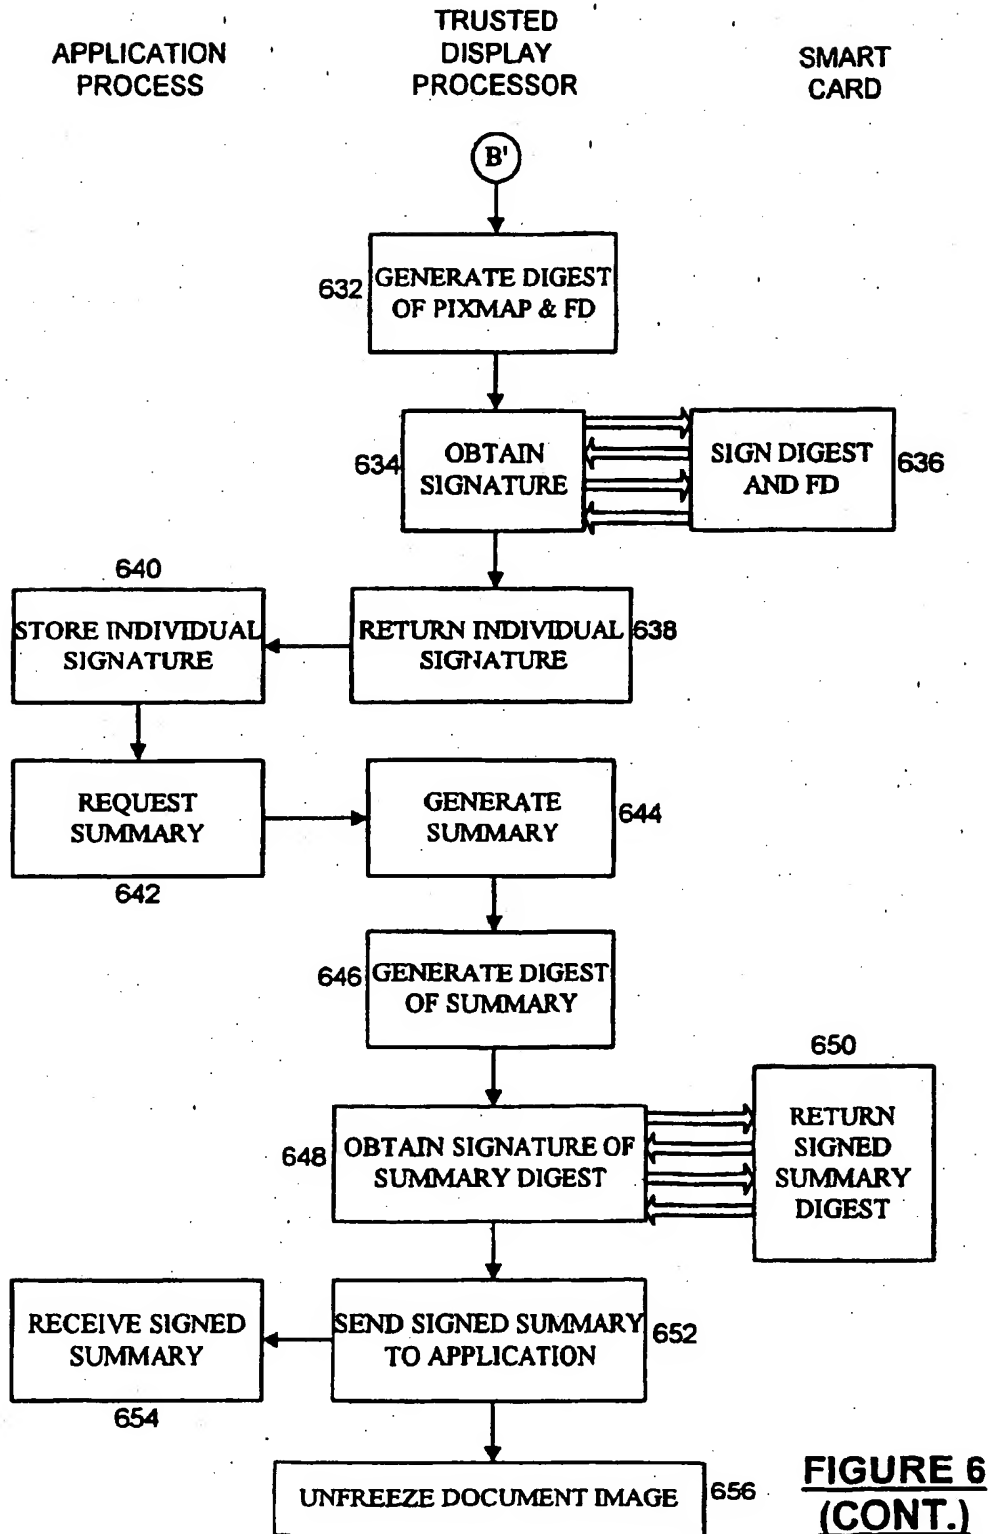 APPLICATION
PROCESS
TRUSTED
DISPLAY
PROCESSOR
SMART
CARD
B'
632
GENERATE DIGEST
OF PIXMAP & FD
634
OBTAIN
SIGNATURE
SIGN DIGEST
AND FD
636
640
STORE INDIVIDUAL
SIGNATURE
RETURN INDIVIDUAL
SIGNATURE
638
REQUEST
SUMMARY
642
GENERATE
SUMMARY
644
646
GENERATE DIGEST
OF SUMMARY
648
OBTAIN SIGNATURE OF
SUMMARY DIGEST
650
RETURN
SIGNED
SUMMARY
DIGEST
RECEIVE SIGNED
SUMMARY
654
SEND SIGNED SUMMARY
TO APPLICATION
652
UNFREEZE DOCUMENT IMAGE
656
FIGURE 6
(CONT.)